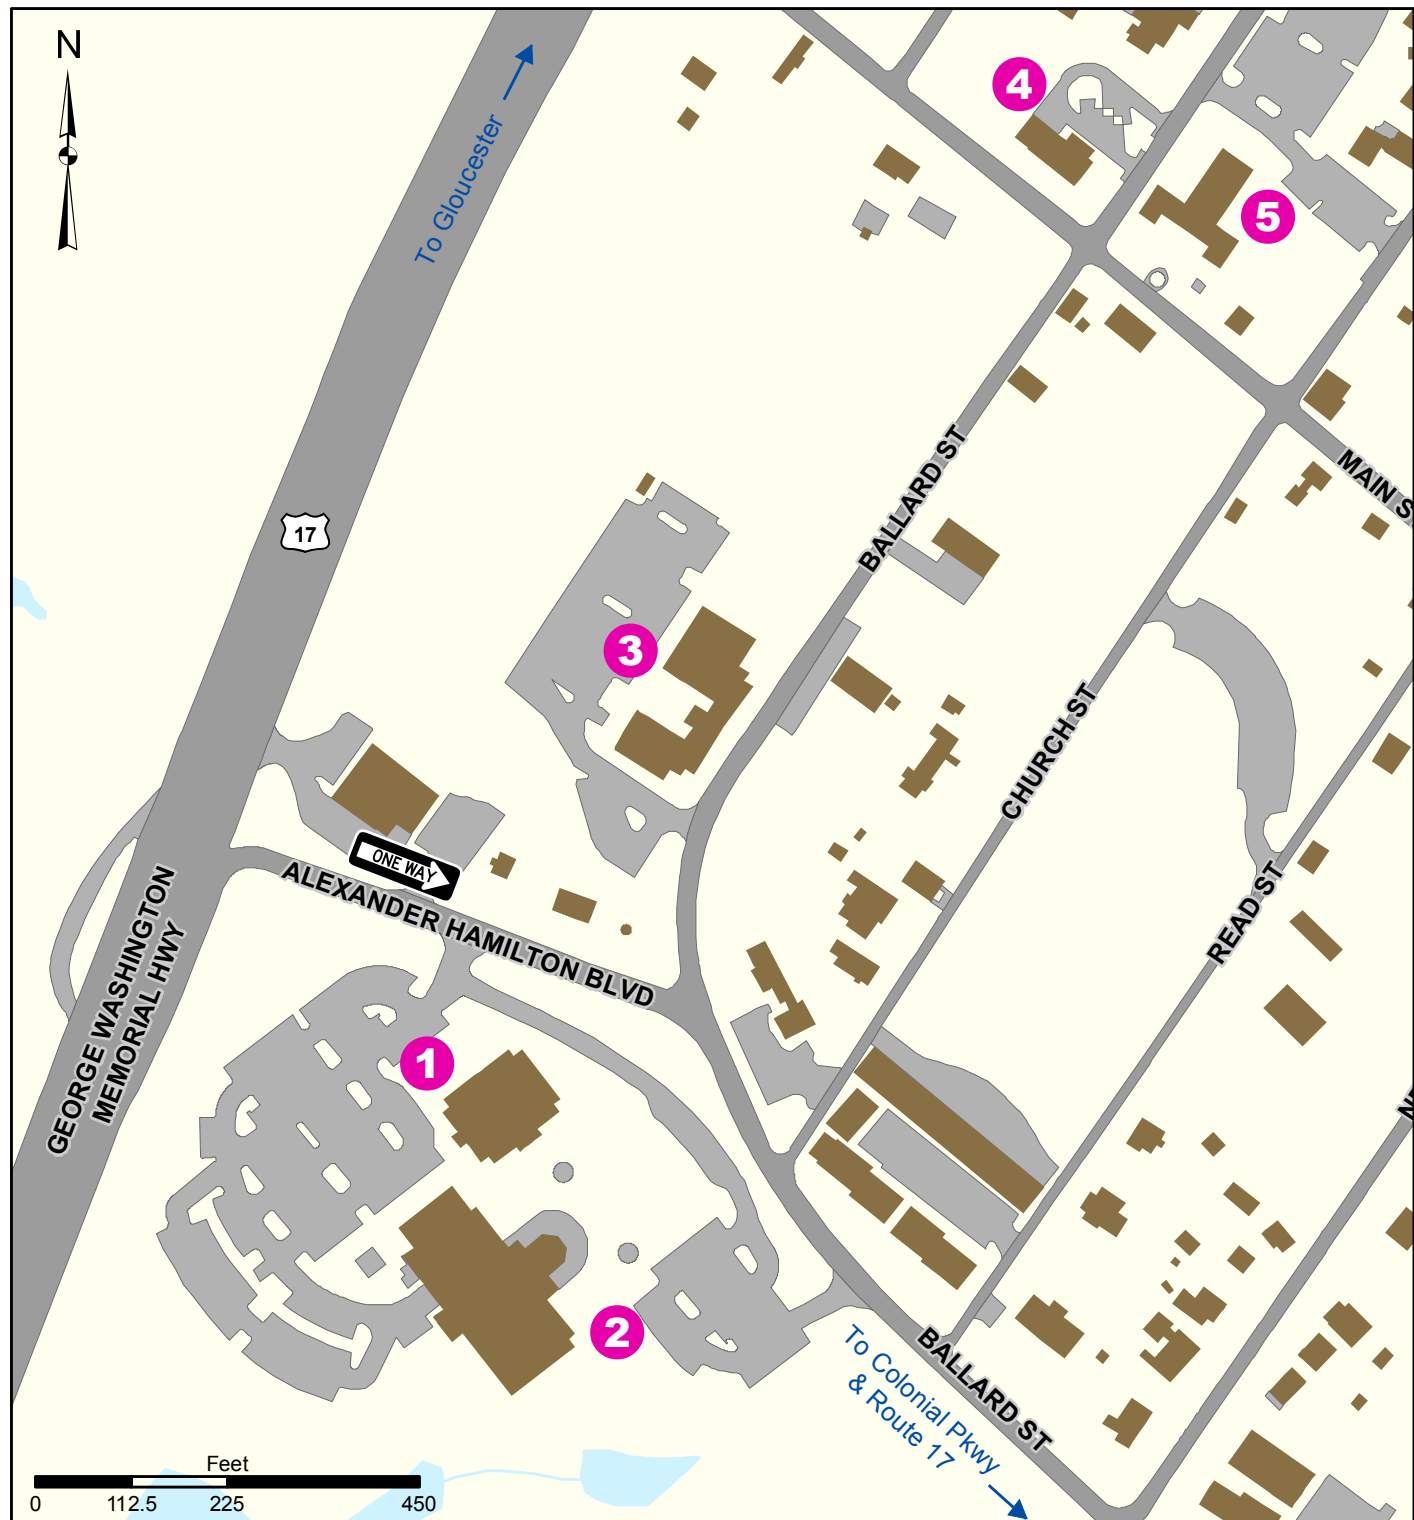 N
To Gloucester
4
5
17
BALLARD ST
MAIN S
3
CHURCH ST
ONE WAY
ALEXANDER HAMILTON BLVD
READ ST
GEORGE WASHINGTON
MEMORIAL HWY
1
2
To Colonial Pkwy
& Route 17
BALLARD ST
Feet
0 112.5 225 450